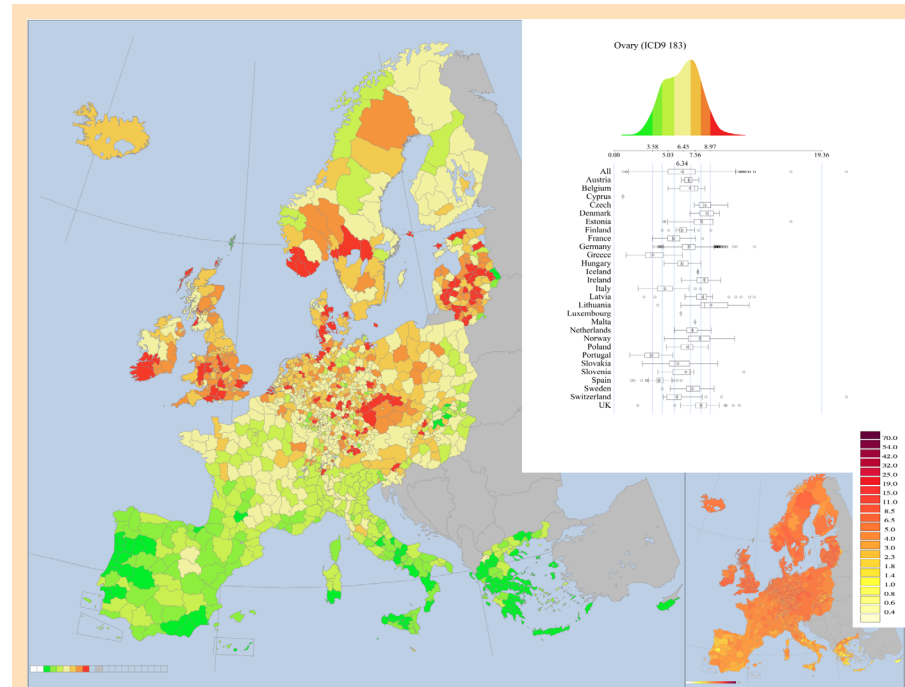 Ovary (ICD9 183)
3.58 6.45 8.97
0.00 5.03 7.56 19.36
6.34
All
Austria
Belgium
Cyprus
Czech
Denmark
Estonia
Finland
France
Germany
Greece
Hungary
Iceland
Ireland
Italy
Latvia
Lithuania
Luxembourg
Malta
Netherlands
Norway
Poland
Portugal
Slovakia
Slovenia
Spain
Sweden
Switzerland
UK
70.0
54.0
42.0
32.0
25.0
19.0
15.0
11.0
8.5
6.5
5.0
4.0
3.0
2.3
1.8
1.4
1.0
0.8
0.6
0.4